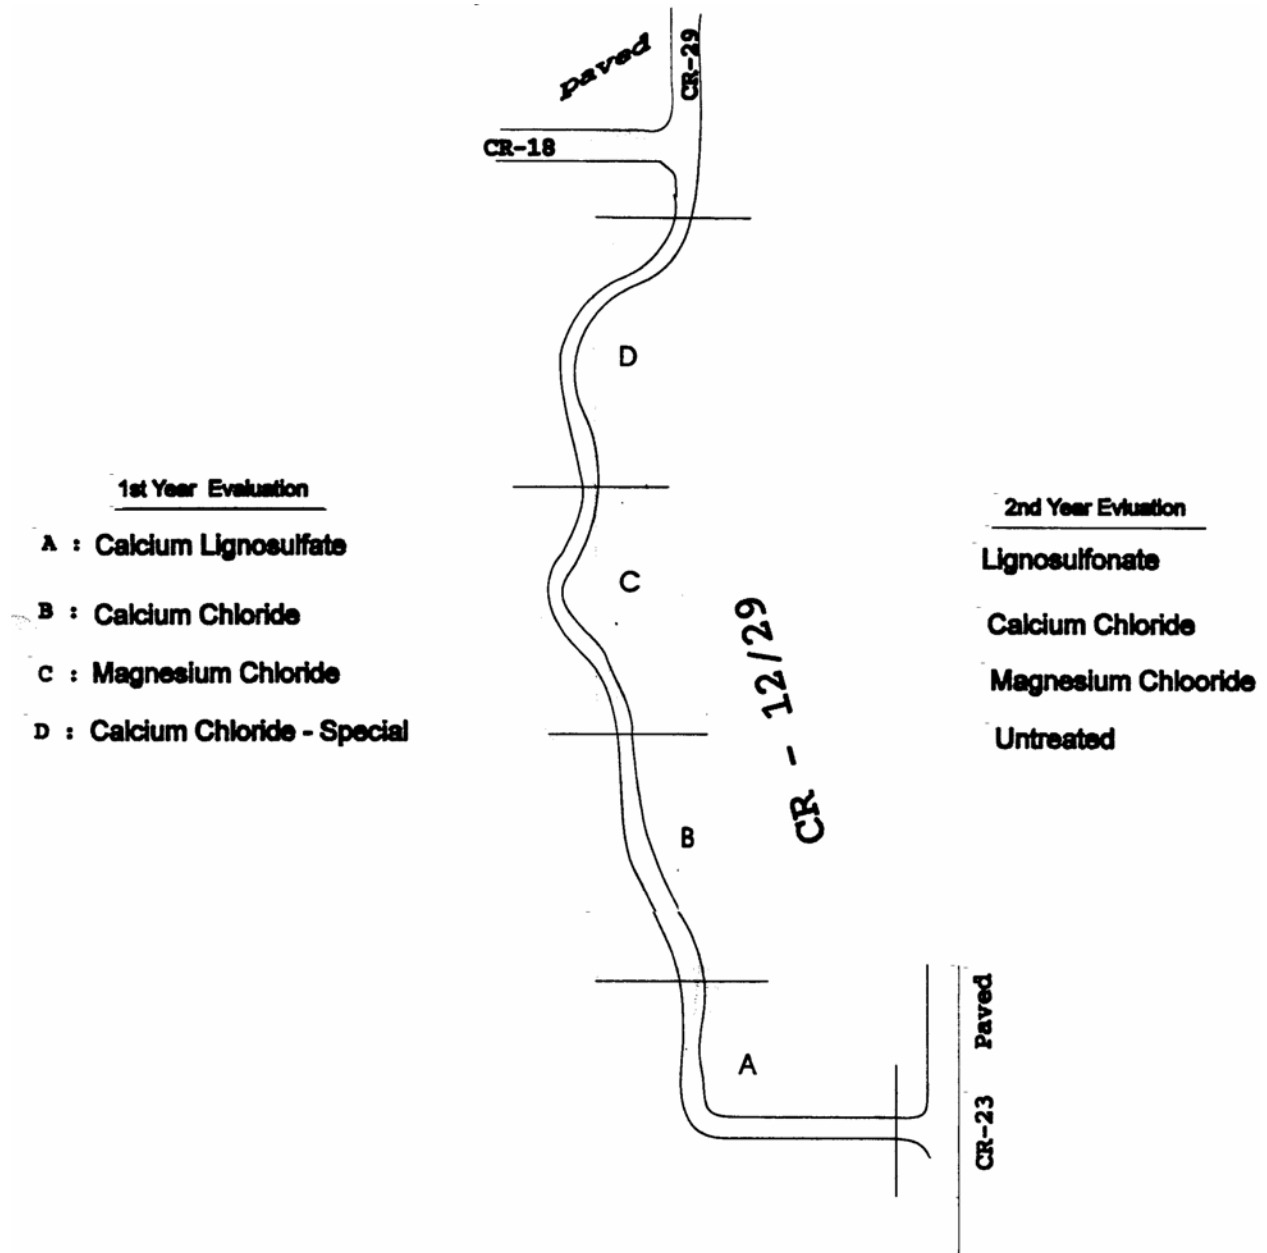 paved
CR-29
CR-18
D
1st Year Evaluation
A : Calcium Lignosulfate
B : Calcium Chloride
C : Magnesium Chloride
D : Calcium Chloride - Special
C
CR - 12/29
2nd Year Evluation
Lignosulfonate
Calcium Chloride
Magnesium Chlooride
Untreated
B
A
CR-23 Paved